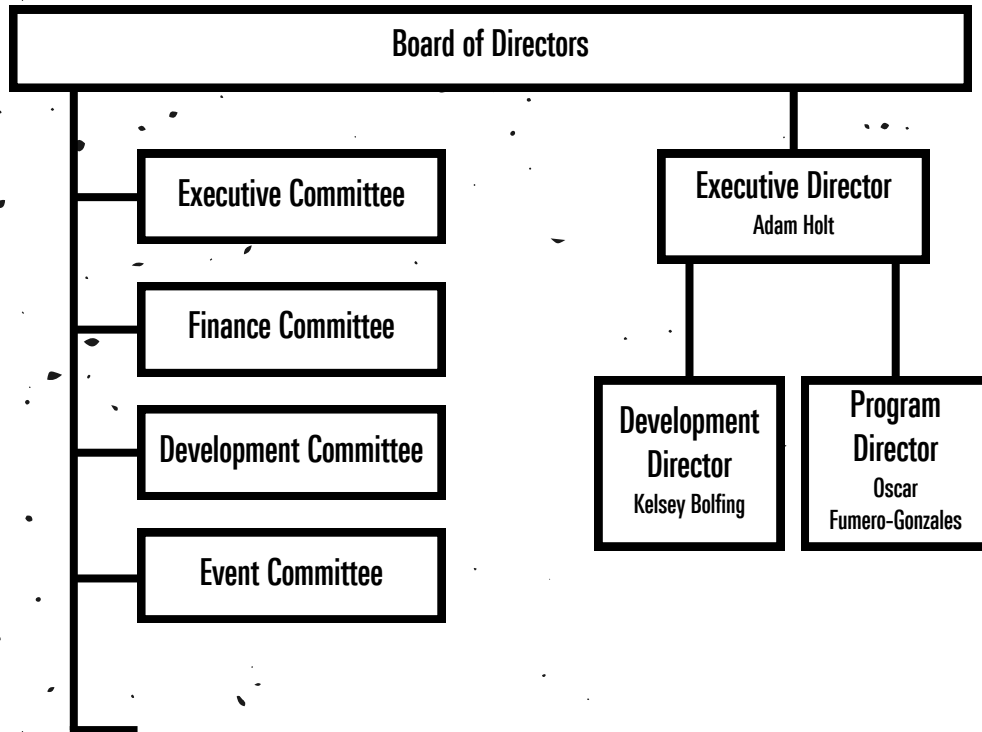 Board of Directors
Executive Committee
Finance Committee
Development Committee
Event Committee
Executive Director
Adam Holt
Development
Director
Kelsey Bolfing
Program
Director
Oscar
Fumero-Gonzales